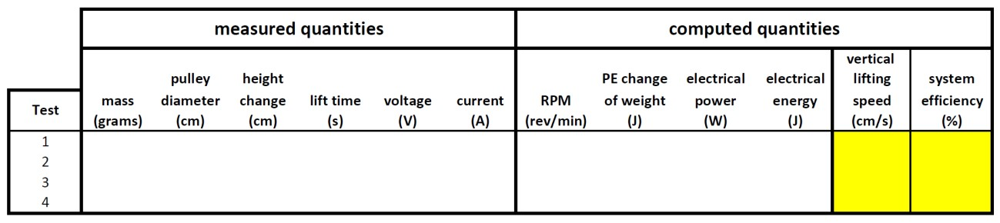 measured quantities computed quantities
vertical
pulley height PE change electrical electrical lifting system
Test mass diameter change lift time voltage current RPM of weight power energy speed efficiency
(grams) (cm) (cm) (s) (V) (A) (rev/min) (J) (W) (J) (cm/s) (%)
1
2
3
4